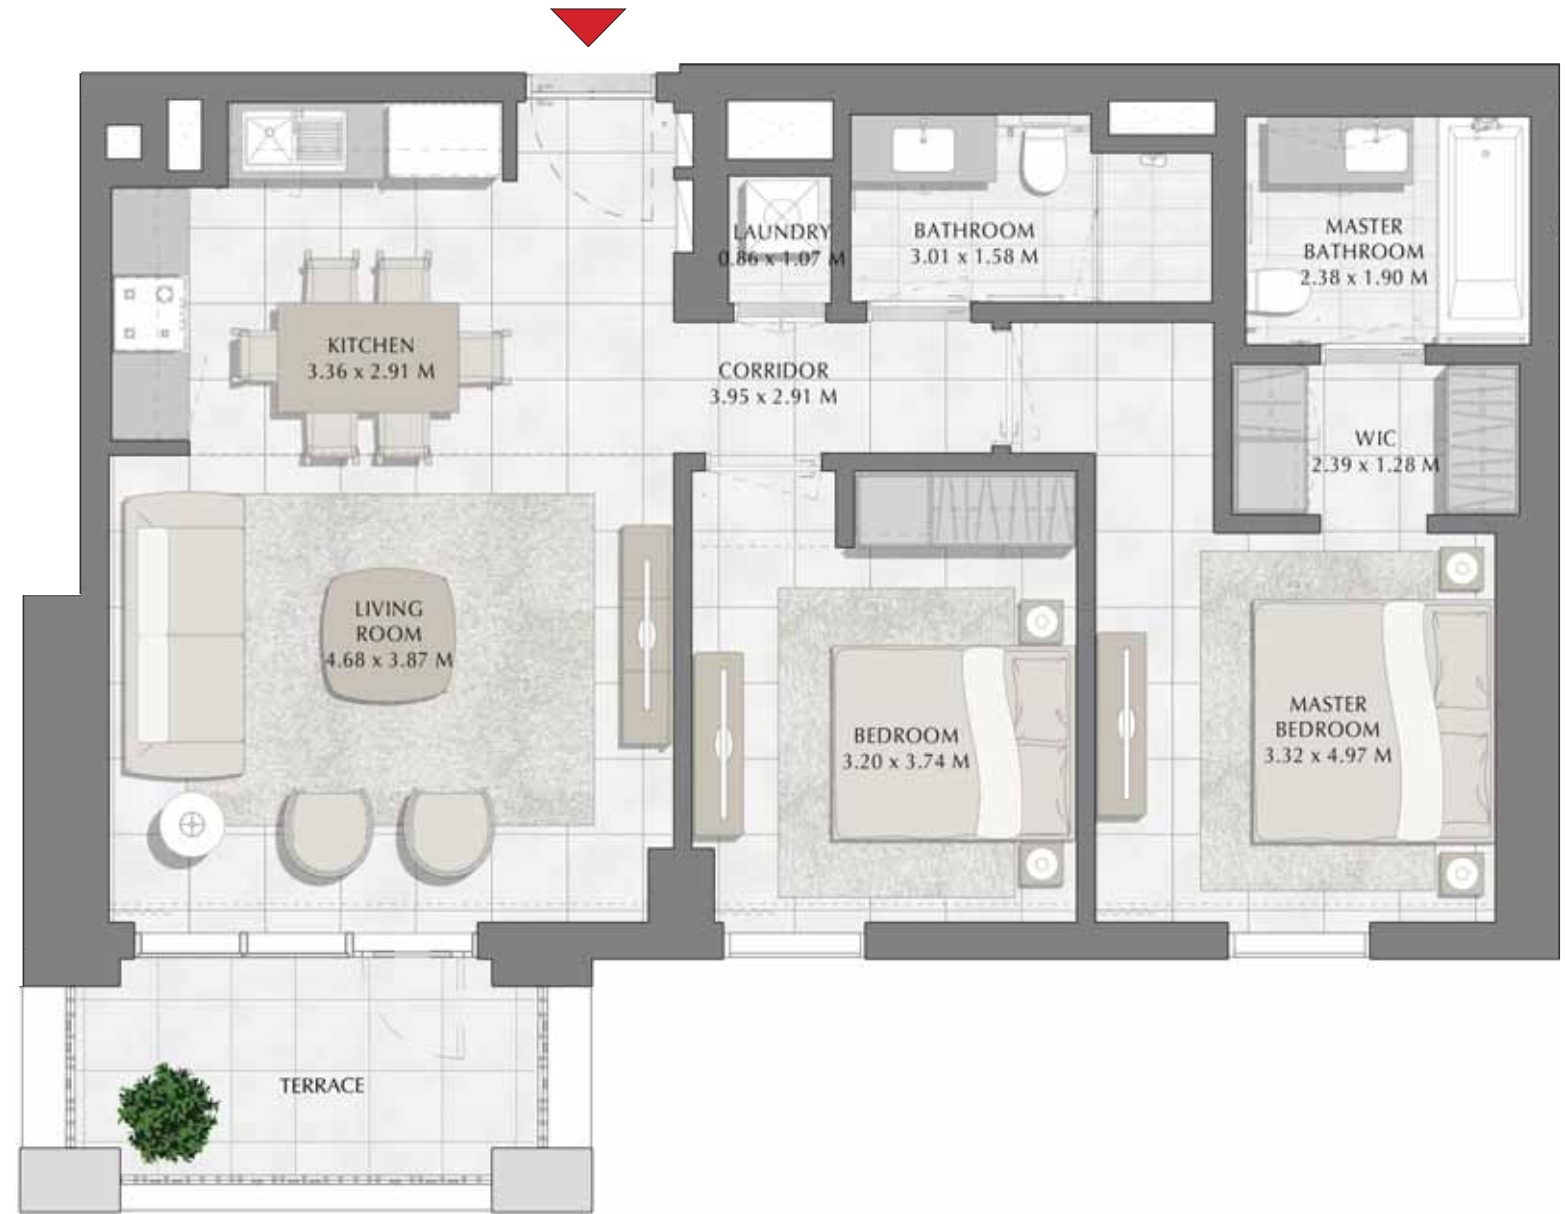 LAUNDRY
0.86 x 1.07 M
BATHROOM
3.01 x 1.58 M
MASTER
BATHROOM
2.38 x 1.90 M
KITCHEN
3.36 x 2.91 M
CORRIDOR
3.95 x 2.91 M
WIC
2.39 x 1.28 M
LIVING
ROOM
4.68 x 3.87 M
BEDROOM
3.20 x 3.74 M
MASTER
BEDROOM
3.32 x 4.97 M
TERRACE